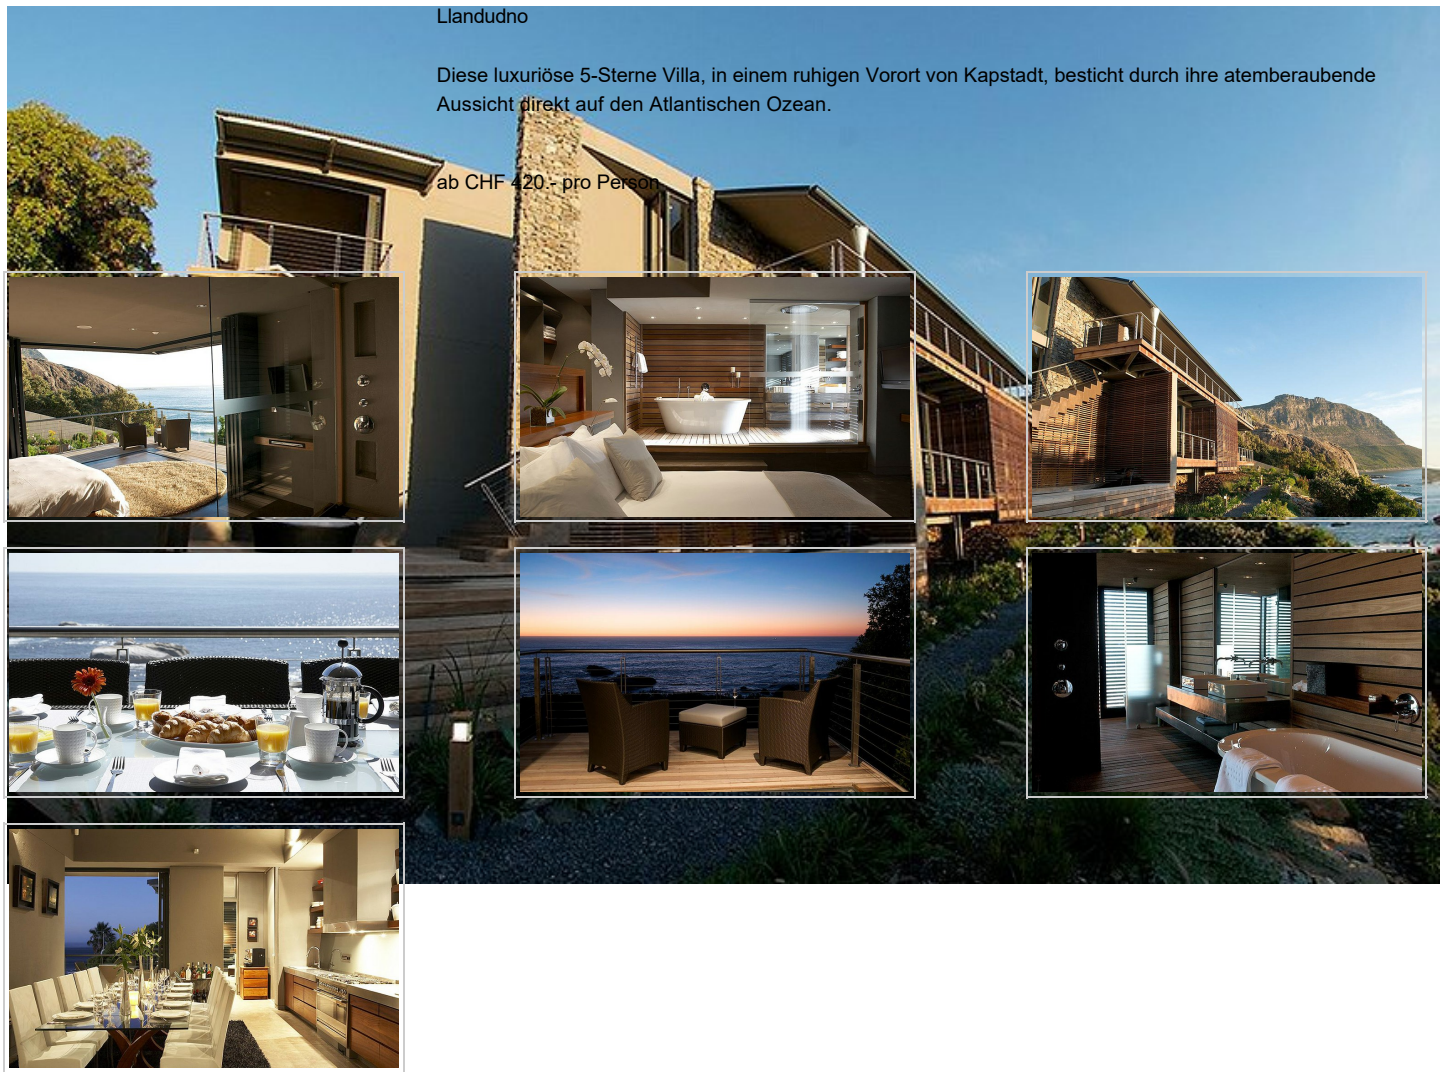 Llandudno
Diese luxuriöse 5-Sterne Villa, in einem ruhigen Vorort von Kapstadt, besticht durch ihre atemberaubende
Aussicht direkt auf den Atlantischen Ozean.
ab CHF 420.- pro Person